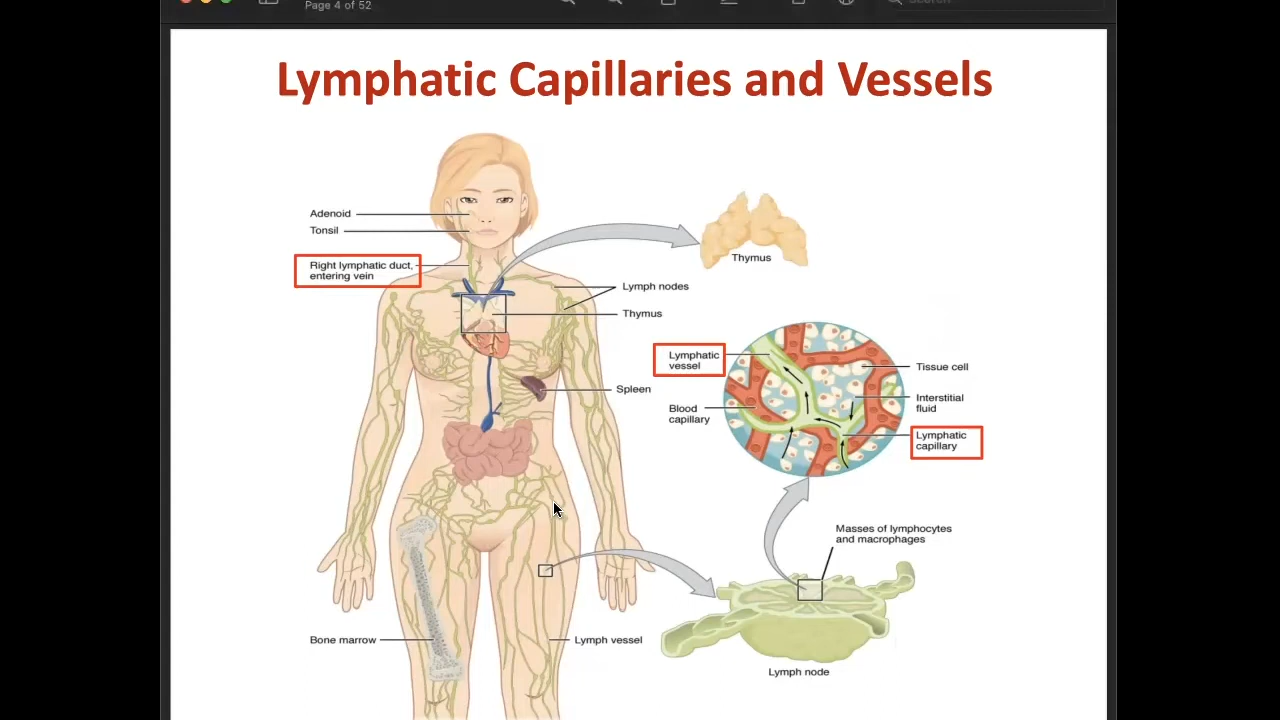 Page 4 of 52
Search
Lymphatic Capillaries and Vessels
Adenoid
Tonsil
Right lymphatic duct,
entering vein
Thymus
Lymph nodes
Thymus
Lymphatic
vessel
Tissue cell
Spleen
Interstitial
fluid
Blood
capillary
Lymphatic
capillary
Masses of lymphocytes
and macrophages
Bone marrow
Lymph vessel
Lymph node